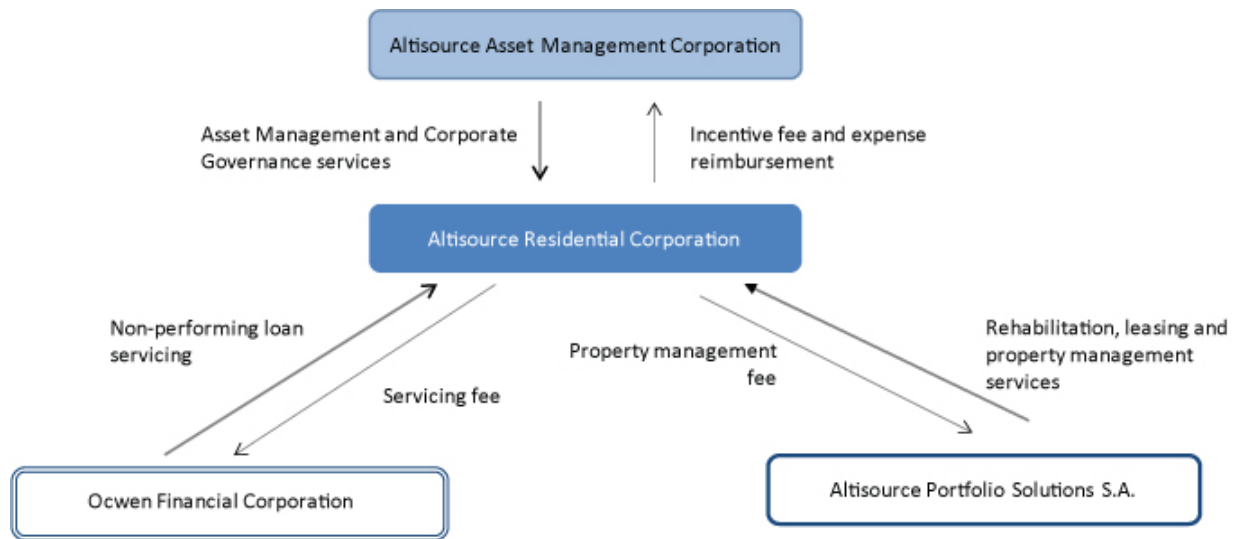 Altisource Asset Management Corporation
Asset Management and Corporate
Governance services
Incentive fee and expense
reimbursement
Altisource Residential Corporation
Non-performing loan
servicing
Servicing fee
Property management
fee
Rehabilitation, leasing and
property management
services
Ocwen Financial Corporation
Altisource Portfolio Solutions S.A.